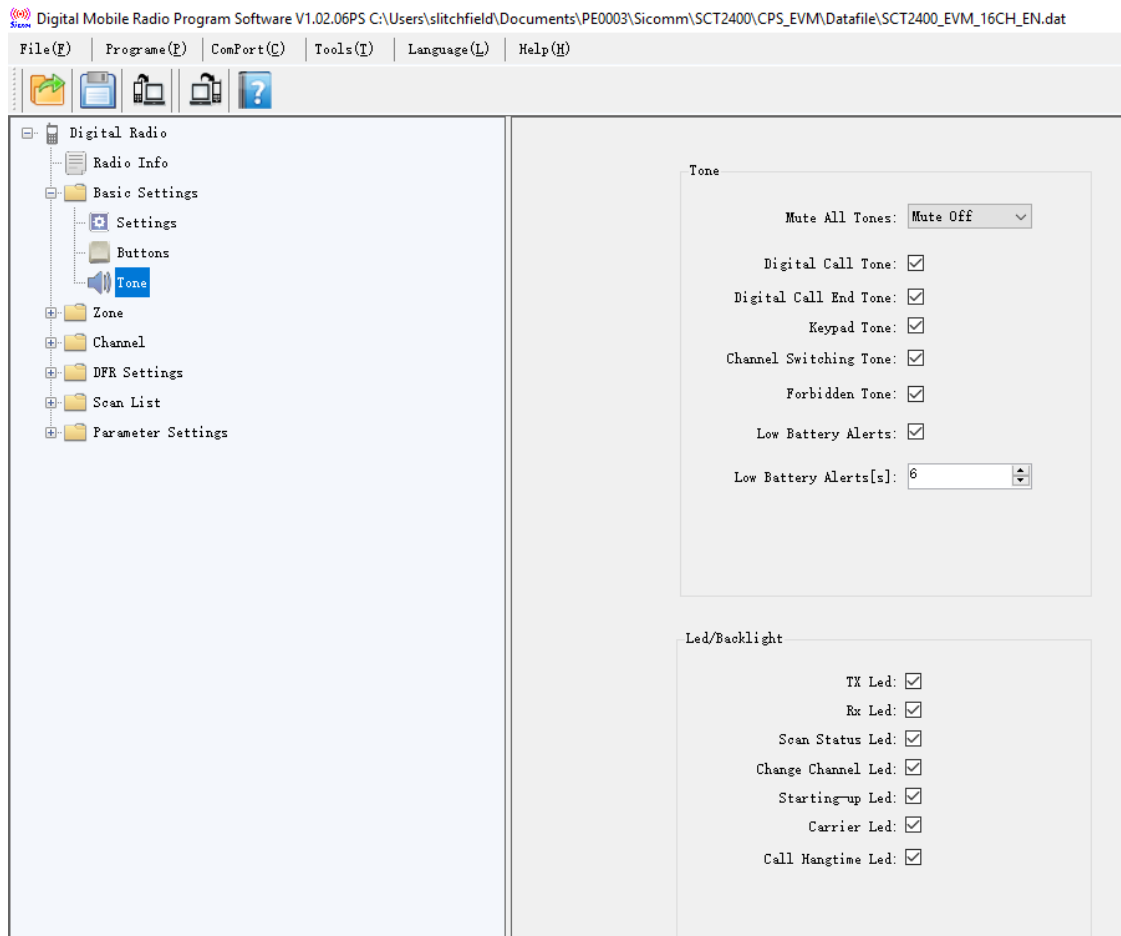 Digital Mobile Radio Program Software V1.02.06PS C:\Users\slitchfield\Documents\PE0003\Sicomm\SCT2400\CPS_EVM\Datafile\SCT2400_EVM_16CH_EN.dat
File(F) Programe(P) ComPort(C) Tools(T) Language(L) Help(H)
Digital Radio
Radio Info
Basic Settings
Settings
Buttons
Tone
Zone
Channel
DFR Settings
Scan List
Parameter Settings
Tone
Mute All Tones: Mute Off
Digital Call Tone:
Digital Call End Tone:
Keypad Tone:
Channel Switching Tone:
Forbidden Tone:
Low Battery Alerts:
Low Battery Alerts[s]: 6
Led/Backlight
TX Led:
Rx Led:
Scan Status Led:
Change Channel Led:
Starting-up Led:
Carrier Led:
Call Hangtime Led: